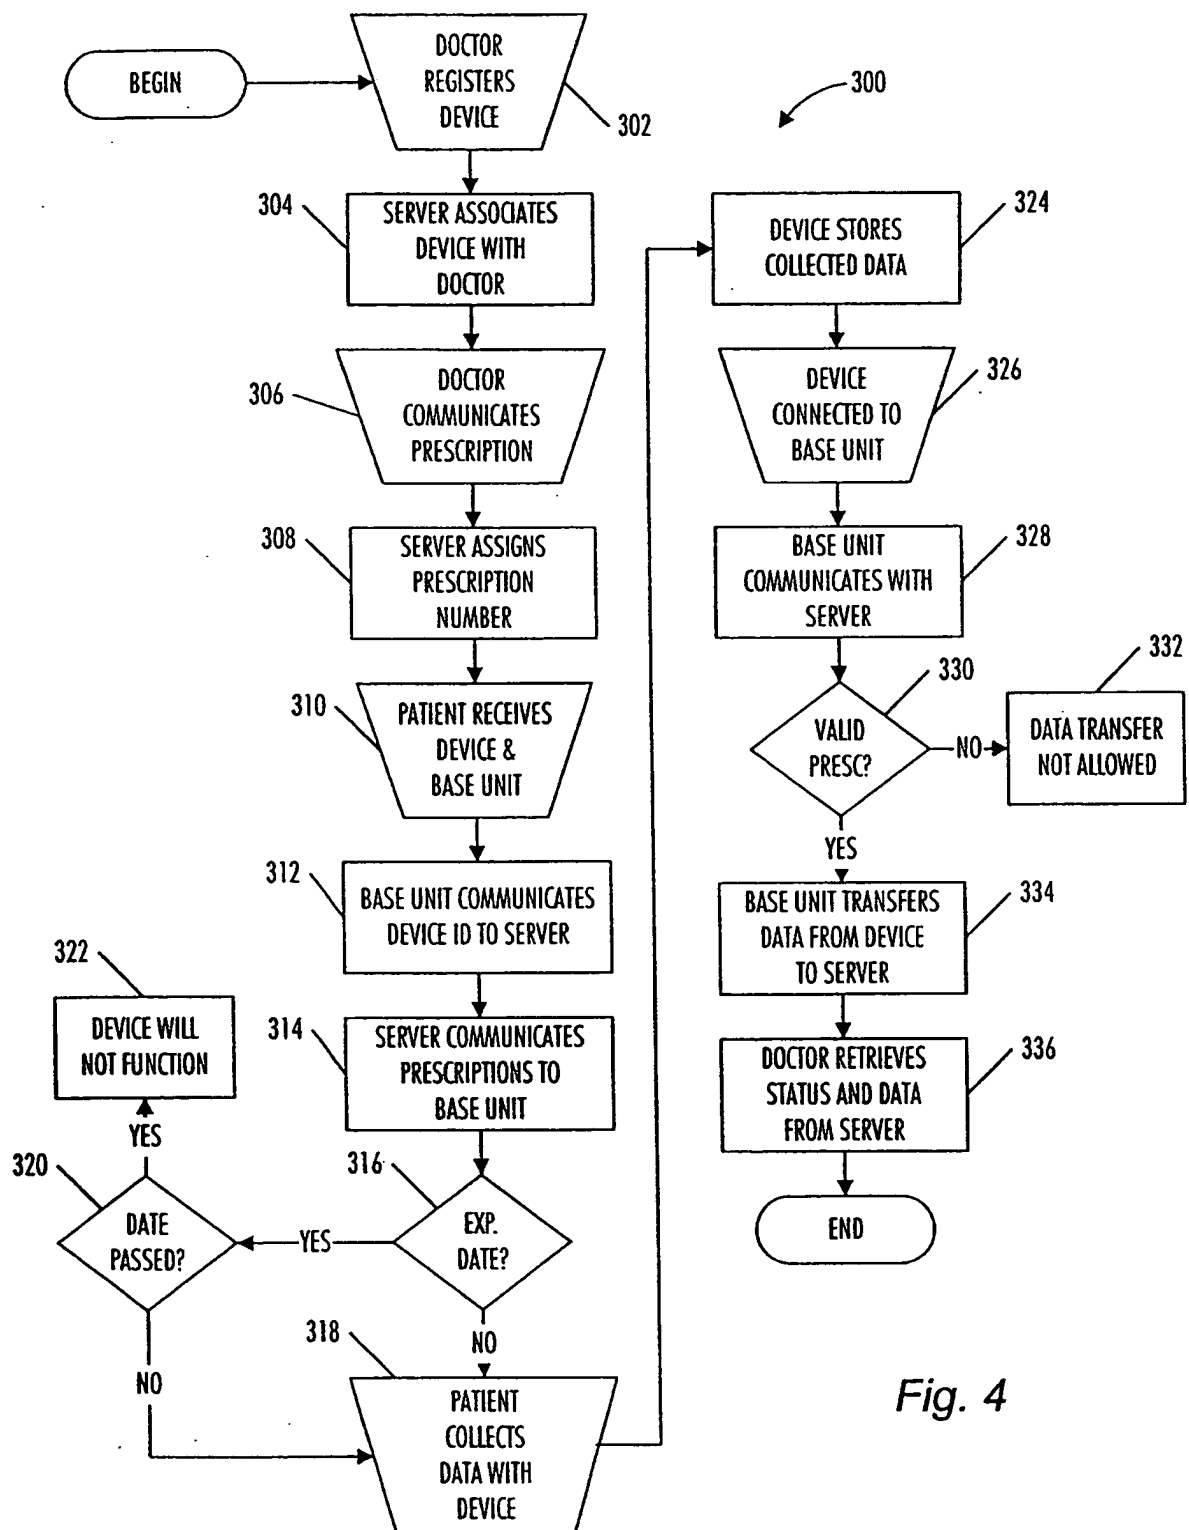 BEGIN
DOCTOR
REGISTERS
DEVICE
302
300
304
SERVER ASSOCIATES
DEVICE WITH
DOCTOR
306
DOCTOR
COMMUNICATES
PRESCRIPTION
308
SERVER ASSIGNS
PRESCRIPTION
NUMBER
310
PATIENT RECEIVES
DEVICE &
BASE UNIT
312
BASE UNIT COMMUNICATES
DEVICE ID TO SERVER
314
SERVER COMMUNICATES
PRESCRIPTIONS TO
BASE UNIT
316
EXP.
DATE?
YES
NO
320
DATE
PASSED?
YES
NO
322
DEVICE WILL
NOT FUNCTION
318
PATIENT
COLLECTS
DATA WITH
DEVICE
324
DEVICE STORES
COLLECTED DATA
326
DEVICE
CONNECTED TO
BASE UNIT
328
BASE UNIT
COMMUNICATES WITH
SERVER
330
VALID
PRESC?
NO
332
DATA TRANSFER
NOT ALLOWED
YES
334
BASE UNIT TRANSFERS
DATA FROM DEVICE
TO SERVER
336
DOCTOR RETRIEVES
STATUS AND DATA
FROM SERVER
END
Fig. 4